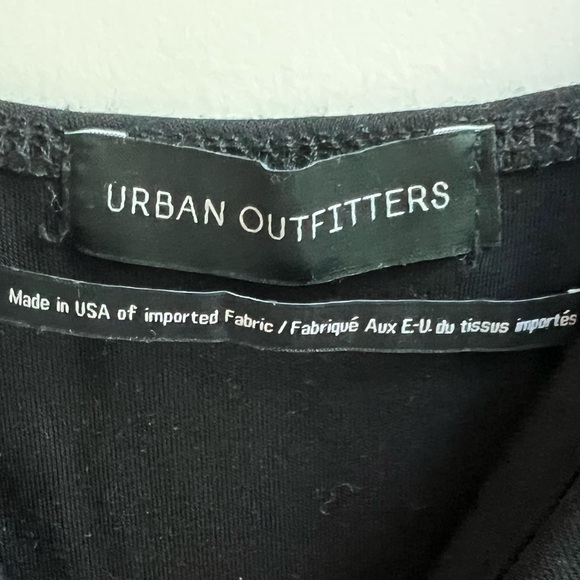 URBAN OUTFITTERS
Made in USA of imported Fabric / Fabriqué Aux E.-U. du tissus importés